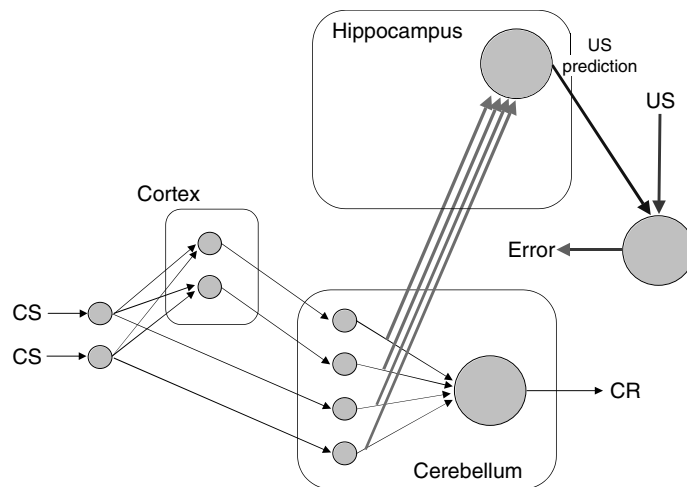 Hippocampus
US
prediction
US
Cortex
Error
CS
CS
CR
Cerebellum